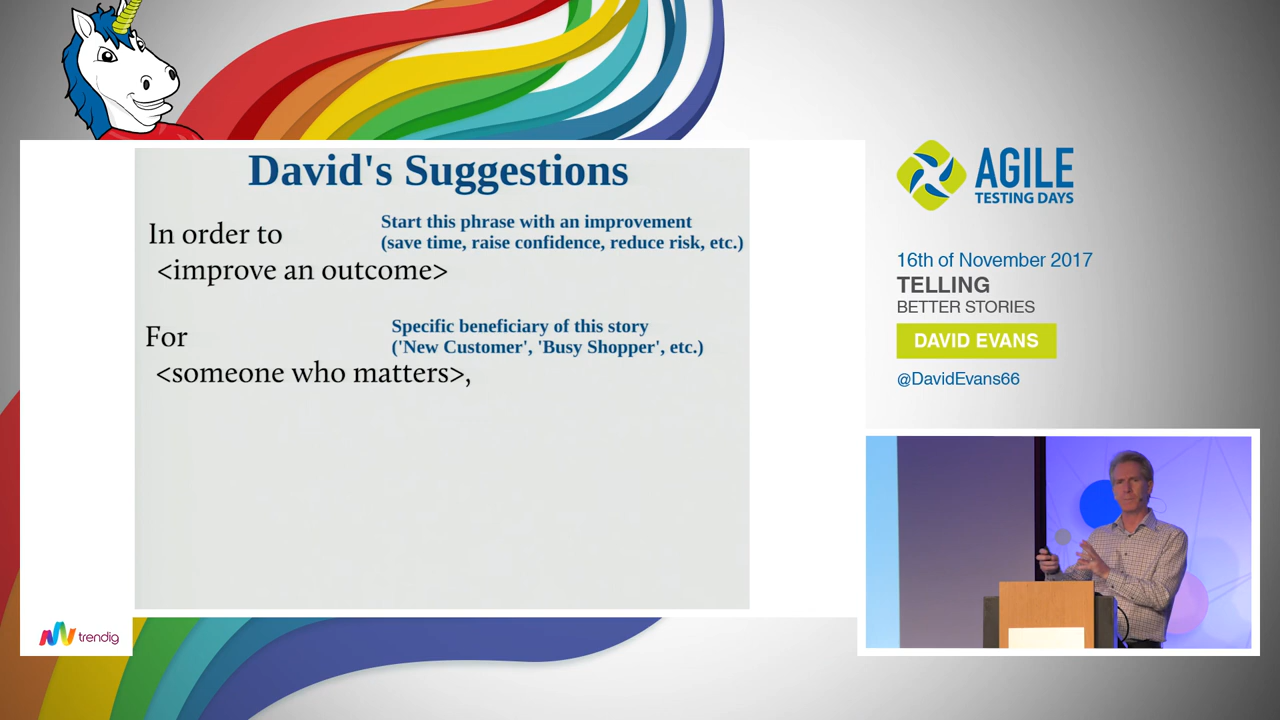 David's Suggestions
In order to
Start this phrase with an improvement
(save time, raise confidence, reduce risk, etc.)
<improve an outcome>
For
Specific beneficiary of this story
('New Customer', 'Busy Shopper', etc.)
<someone who matters>,
AGILE
TESTING DAYS
16th of November 2017
TELLING
BETTER STORIES
DAVID EVANS
@DavidEvans66
trendig